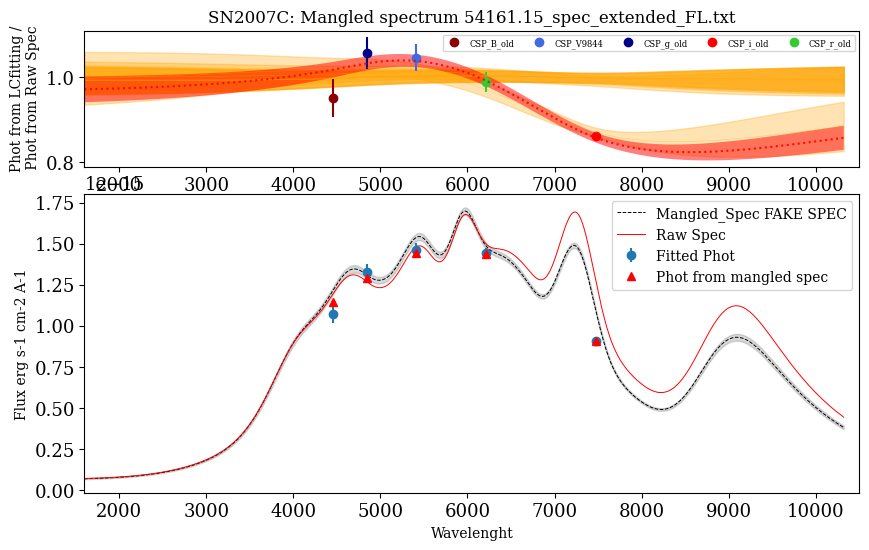 SN2007C: Mangled spectrum 54161.15_spec_extended_FL.txt
Phot from LCfitting /
Phot from Raw Spec
1.0
0.8
CSP_B_old CSP_V9844 CSP_g_old CSP_i_old CSP_r_old
2000 3000 4000 5000 6000 7000 8000 9000 10000
1e−15
Flux erg s-1 cm-2 A-1
1.75
1.50
1.25
1.00
0.75
0.50
0.25
0.00
Mangled_Spec FAKE SPEC
Raw Spec
Fitted Phot
Phot from mangled spec
2000 3000 4000 5000 6000 7000 8000 9000 10000
Wavelenght